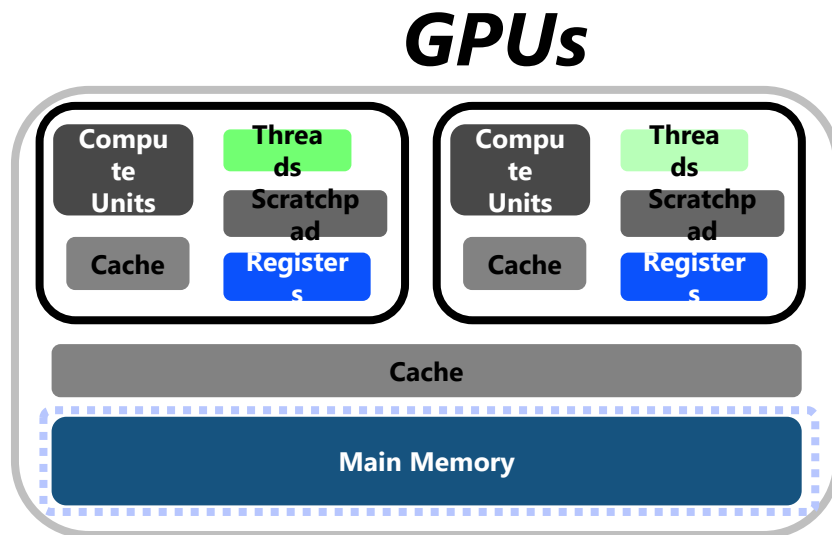 GPUs
Compu
te
Units
Threa
ds
Scratchp
ad
Cache
Register
s
Compu
te
Units
Threa
ds
Scratchp
ad
Cache
Register
s
Cache
Main Memory